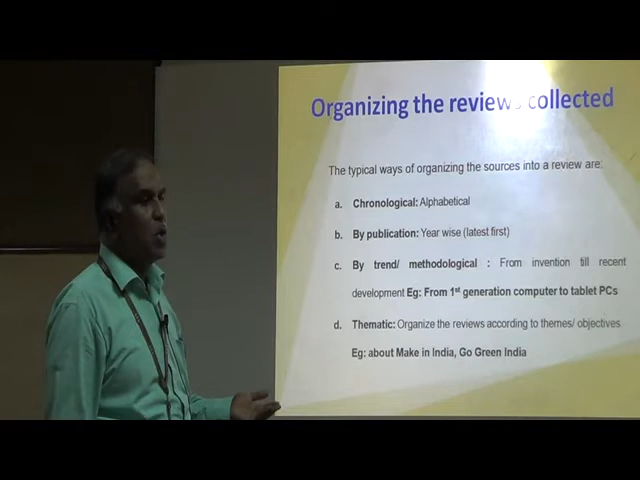 Organizing the reviews collected
The typical ways of organizing the sources into a review are:
a. Chronological: Alphabetical
b. By publication: Year wise (latest first)
c. By trend/ methodological : From invention till recent
development Eg: From 1st generation computer to tablet PCs
d. Thematic: Organize the reviews according to themes/ objectives
Eg: about Make in India, Go Green India